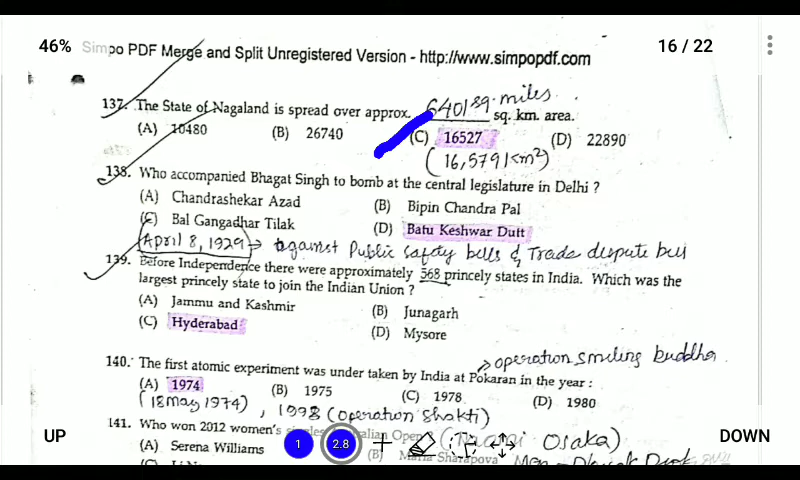 46% Simpo PDF Merge and Split Unregistered Version - http://www.simpopdf.com 16 / 22
6401 sq. miles
137. The State of Nagaland is spread over approx. ______ sq. km. area.
(A) 10480 (B) 26740 (C) 16527 (D) 22890
(16,579 Km²)
138. Who accompanied Bhagat Singh to bomb at the central legislature in Delhi ?
(A) Chandrashekar Azad (B) Bipin Chandra Pal
(C) Bal Gangadhar Tilak (D) Batu Keshwar Dutt
April 8, 1929 → against Public safety bills & Trade dispute bill
139. Before Independence there were approximately 568 princely states in India. Which was the
largest princely state to join the Indian Union ?
(A) Jammu and Kashmir (B) Junagarh
(C) Hyderabad (D) Mysore
→ operation smiling buddha
140. The first atomic experiment was under taken by India at Pokaran in the year :
(A) 1974 (B) 1975 (C) 1978 (D) 1980
(18 May 1974), 1998 (operation shakti)
141. Who won 2012 women's singles Australian Open
UP 1 2.8 Osaka) DOWN
(A) Serena Williams (B) Maria Sharapova